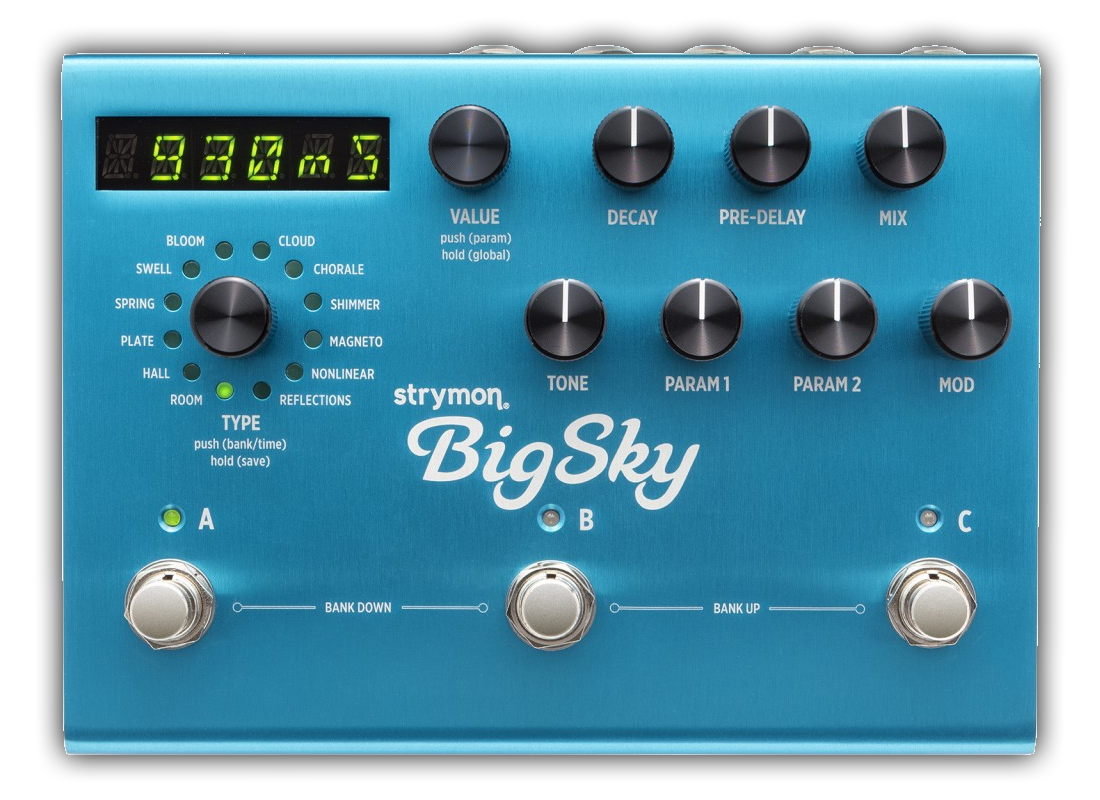 930mS
VALUE
push (param)
hold (global)
DECAY
PRE-DELAY
MIX
BLOOM
CLOUD
SWELL
CHORALE
SPRING
SHIMMER
PLATE
MAGNETO
HALL
NONLINEAR
ROOM
REFLECTIONS
TYPE
push (bank/time)
hold (save)
TONE
PARAM 1
PARAM 2
MOD
strymon®
BigSky
A
B
C
BANK DOWN
BANK UP